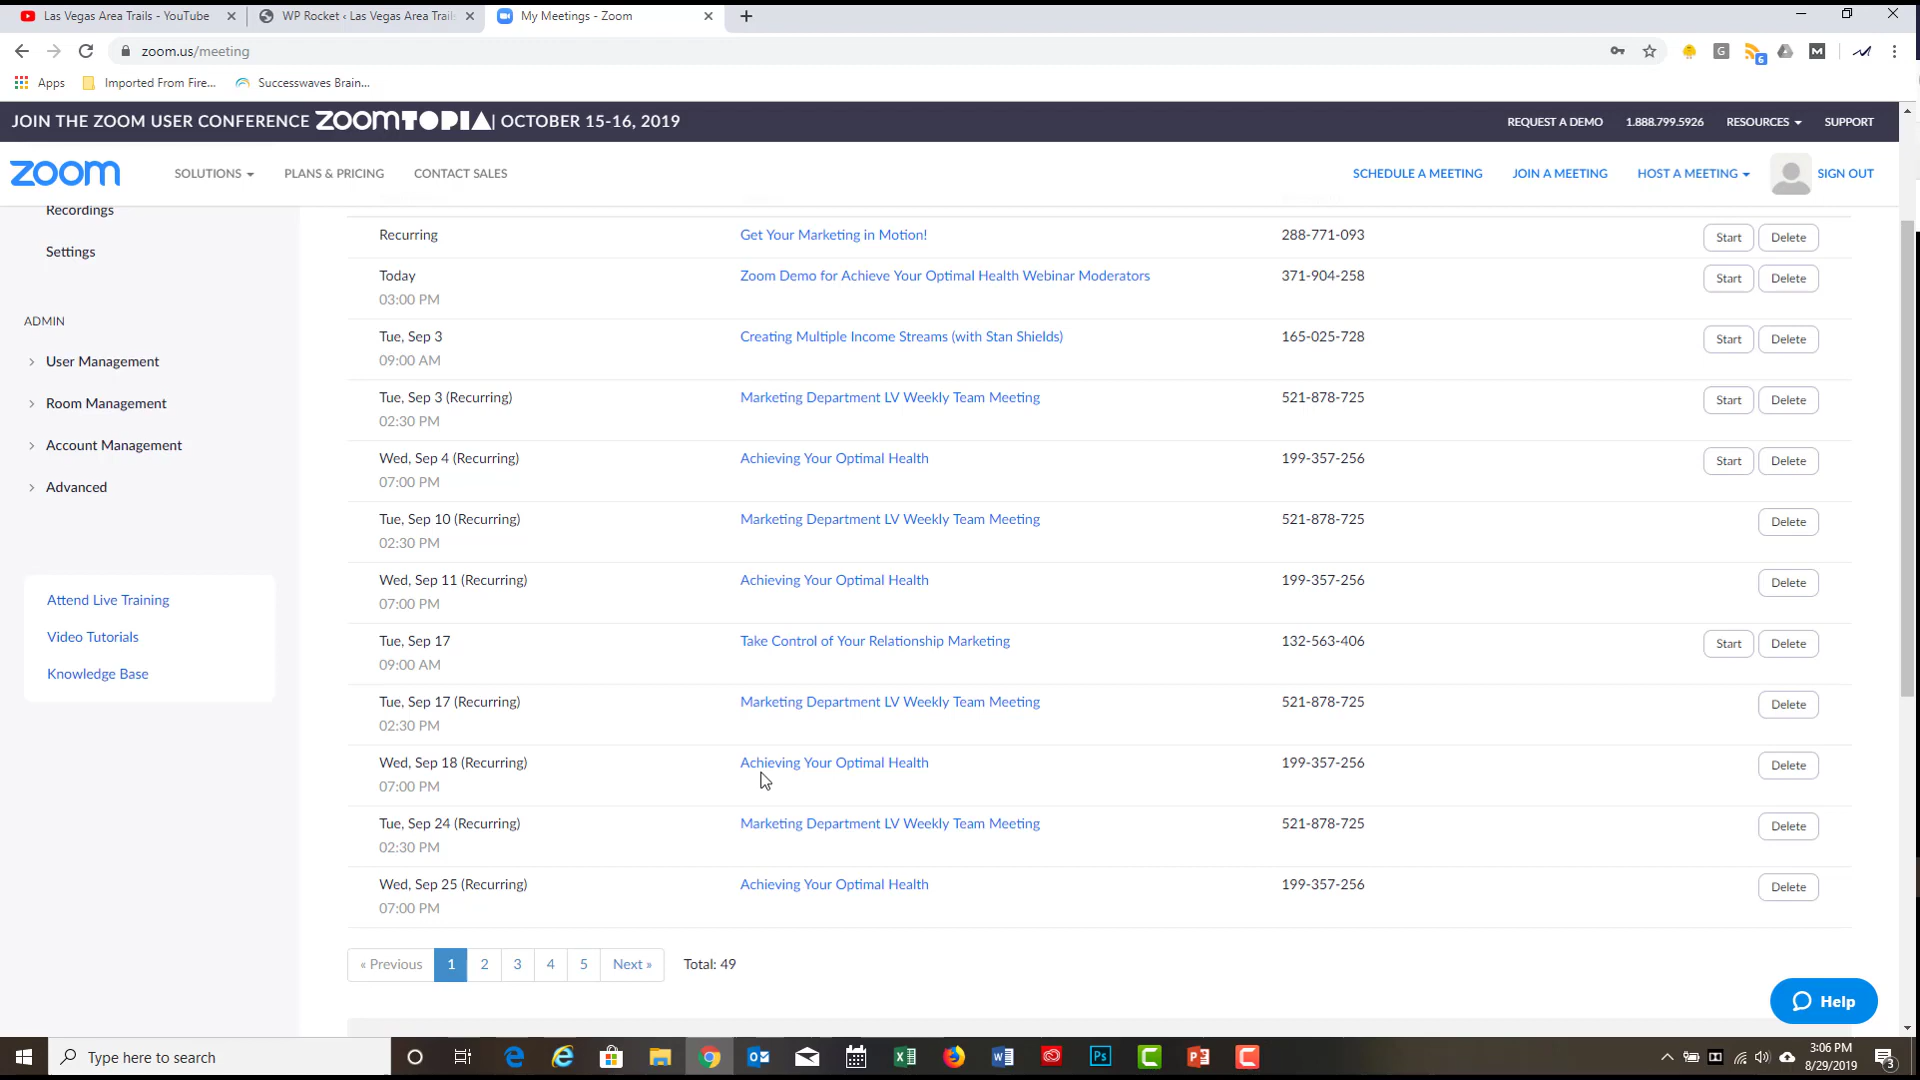 Las Vegas Area Trails - YouTube
WP Rocket ‹ Las Vegas Area Trail
My Meetings - Zoom
zoom.us/meeting
6
Apps
Imported From Fire...
Successwaves Brain...
JOIN THE ZOOM USER CONFERENCE ZOOMTOPIA | OCTOBER 15-16, 2019
REQUEST A DEMO
1.888.799.5926
RESOURCES
SUPPORT
zoom
SOLUTIONS
PLANS & PRICING
CONTACT SALES
SCHEDULE A MEETING
JOIN A MEETING
HOST A MEETING
SIGN OUT
Recordings
Settings
ADMIN
User Management
Room Management
Account Management
Advanced
Attend Live Training
Video Tutorials
Knowledge Base
Recurring Get Your Marketing in Motion! 288-771-093 Start Delete
Today Zoom Demo for Achieve Your Optimal Health Webinar Moderators 371-904-258 Start Delete
03:00 PM
Tue, Sep 3 Creating Multiple Income Streams (with Stan Shields) 165-025-728 Start Delete
09:00 AM
Tue, Sep 3 (Recurring) Marketing Department LV Weekly Team Meeting 521-878-725 Start Delete
02:30 PM
Wed, Sep 4 (Recurring) Achieving Your Optimal Health 199-357-256 Start Delete
07:00 PM
Tue, Sep 10 (Recurring) Marketing Department LV Weekly Team Meeting 521-878-725 Delete
02:30 PM
Wed, Sep 11 (Recurring) Achieving Your Optimal Health 199-357-256 Delete
07:00 PM
Tue, Sep 17 Take Control of Your Relationship Marketing 132-563-406 Start Delete
09:00 AM
Tue, Sep 17 (Recurring) Marketing Department LV Weekly Team Meeting 521-878-725 Delete
02:30 PM
Wed, Sep 18 (Recurring) Achieving Your Optimal Health 199-357-256 Delete
07:00 PM
Tue, Sep 24 (Recurring) Marketing Department LV Weekly Team Meeting 521-878-725 Delete
02:30 PM
Wed, Sep 25 (Recurring) Achieving Your Optimal Health 199-357-256 Delete
07:00 PM
« Previous 1 2 3 4 5 Next » Total: 49
Help
Type here to search
3:06 PM
8/29/2019
3